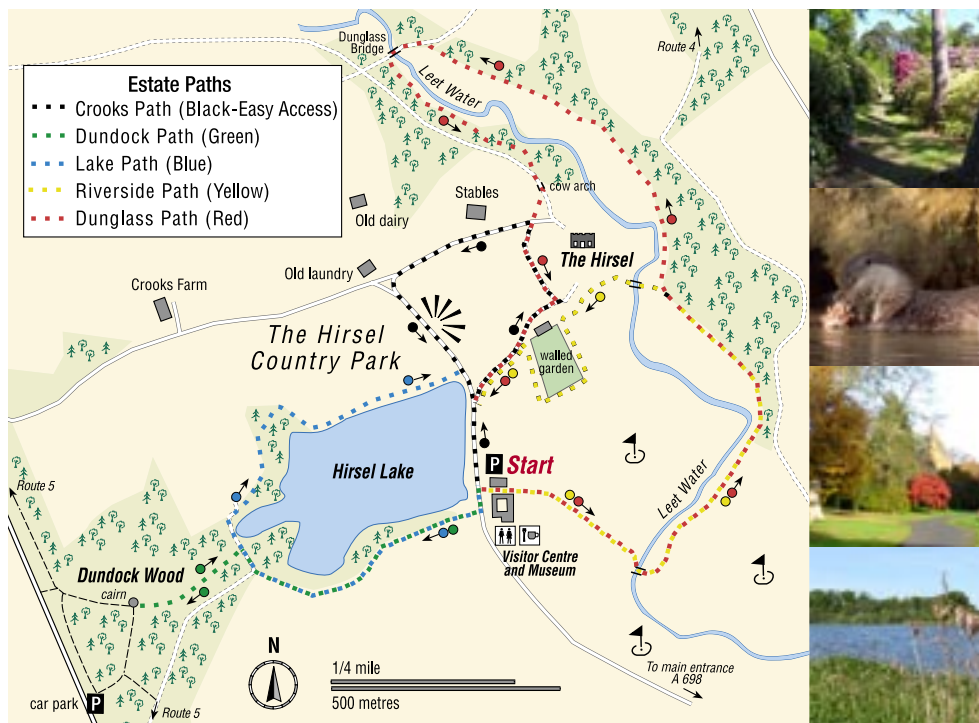 Estate Paths
Crooks Path (Black-Easy Access)
Dundock Path (Green)
Lake Path (Blue)
Riverside Path (Yellow)
Dunglass Path (Red)
Dunglass
Bridge
Leet Water
Route 4
cow arch
Stables
Old dairy
The Hirsel
Old laundry
Crooks Farm
The Hirsel
Country Park
walled
garden
Hirsel Lake
P Start
Leet Water
Route 5
Visitor Centre
and Museum
Dundock Wood
cairn
N
1/4 mile
500 metres
To main entrance
A 698
car park P
Route 5